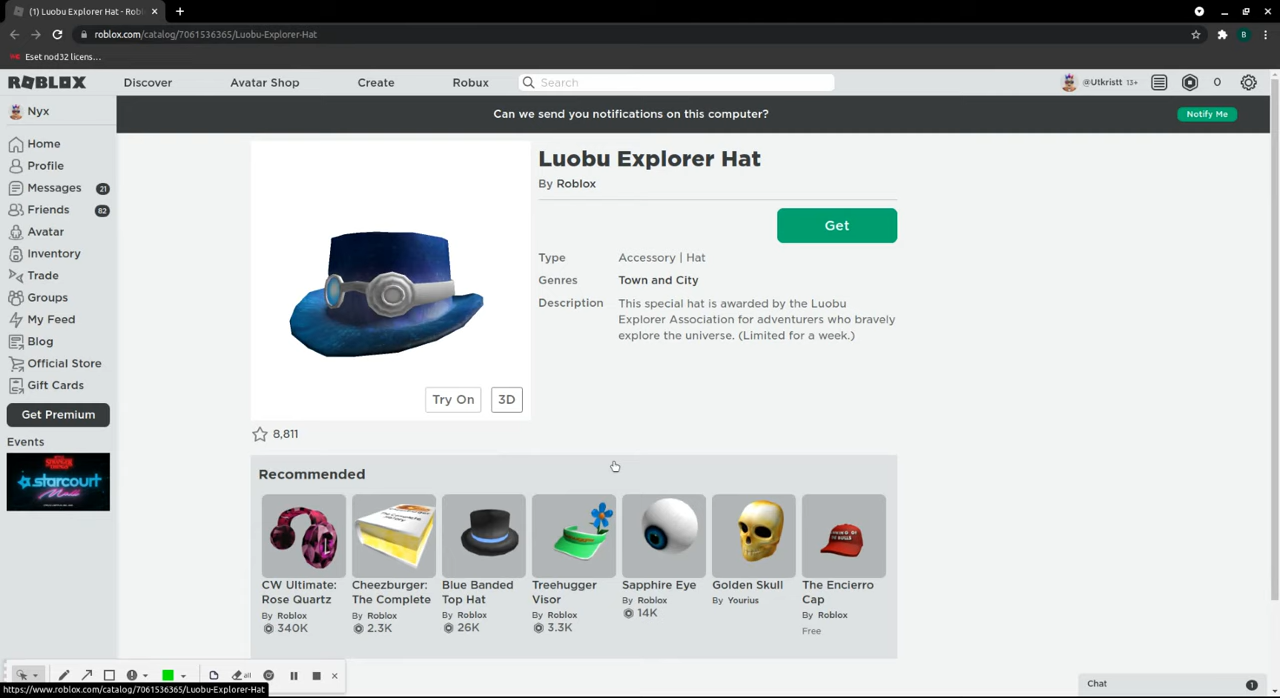 (1) Luobu Explorer Hat - Rob
roblox.com/catalog/7061536365/Luobu-Explorer-Hat
B
Eset nod32 licens...
ROBLOX
Discover
Avatar Shop
Create
Robux
Search
@Utkristt 13+
0
Nyx
Can we send you notifications on this computer?
Notify Me
Home
Profile
Messages 21
Friends 82
Avatar
Inventory
Trade
Groups
My Feed
Blog
Official Store
Gift Cards
Get Premium
Events
starcourt
Mall
Luobu Explorer Hat
By Roblox
Get
Type Accessory | Hat
Genres Town and City
Description This special hat is awarded by the Luobu
Explorer Association for adventurers who bravely
explore the universe. (Limited for a week.)
Try On
3D
8,811
Recommended
CW Ultimate:
Rose Quartz
By Roblox
340K
Cheezburger:
The Complete
By Roblox
2.3K
Blue Banded
Top Hat
By Roblox
26K
Treehugger
Visor
By Roblox
3.3K
Sapphire Eye
By Roblox
14K
Golden Skull
By Yourius
The Encierro
Cap
By Roblox
Free
all
https://www.roblox.com/catalog/7061536365/Luobu-Explorer-Hat
Chat 1